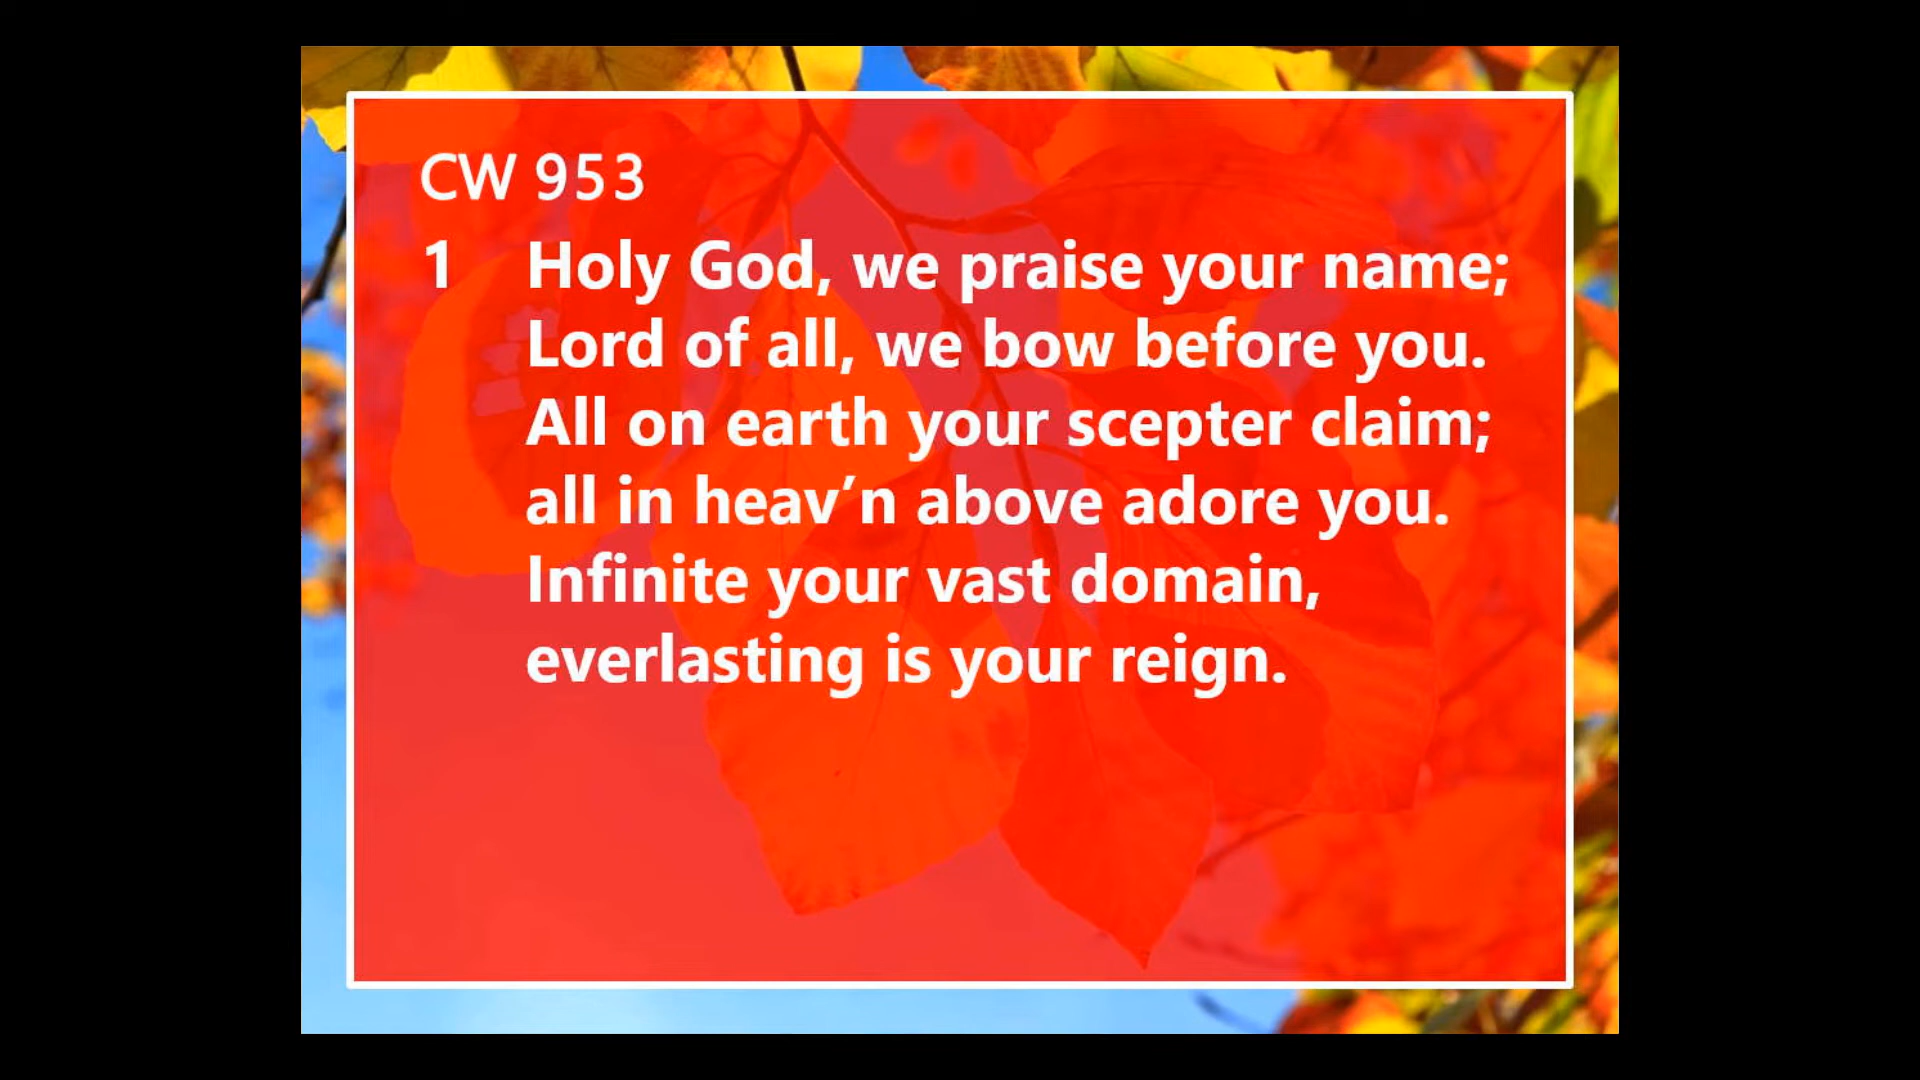 CW 953
1 Holy God, we praise your name;
Lord of all, we bow before you.
All on earth your scepter claim;
all in heav’n above adore you.
Infinite your vast domain,
everlasting is your reign.